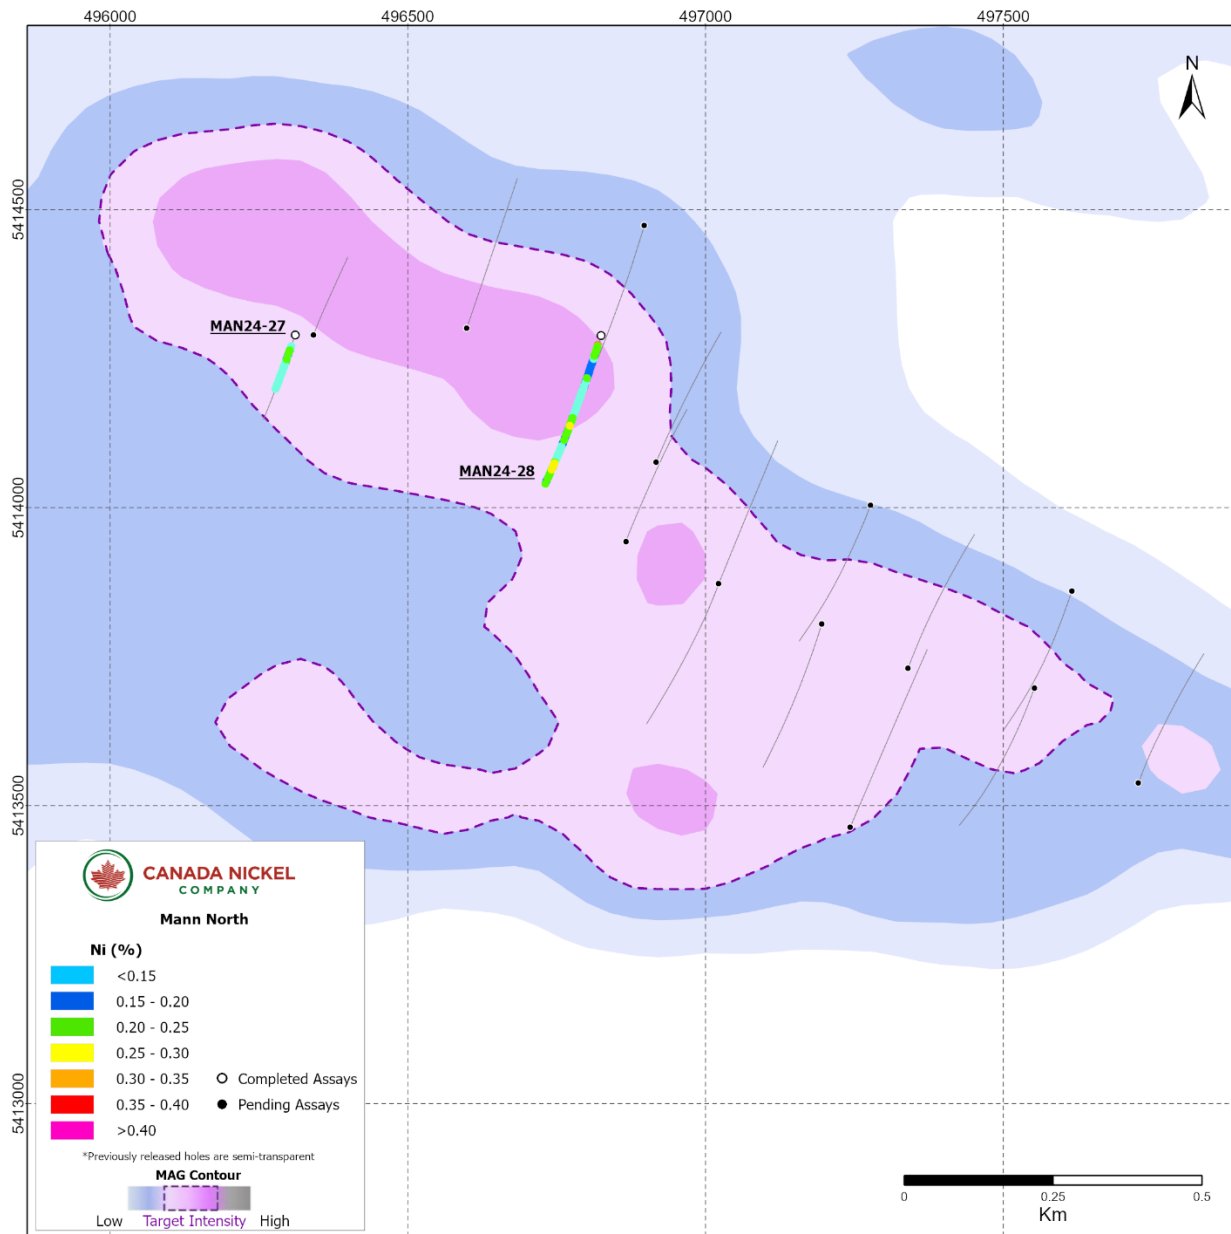 496000 496500 497000 497500
N
5414500
MAN24-27
MAN24-28
5414000
5413500
CANADA NICKEL
COMPANY
Mann North
Ni (%)
<0.15
0.15 - 0.20
0.20 - 0.25
0.25 - 0.30
0.30 - 0.35
Completed Assays
0.35 - 0.40
Pending Assays
>0.40
*Previously released holes are semi-transparent
MAG Contour
Low Target Intensity High
5413000
0 0.25 0.5
Km